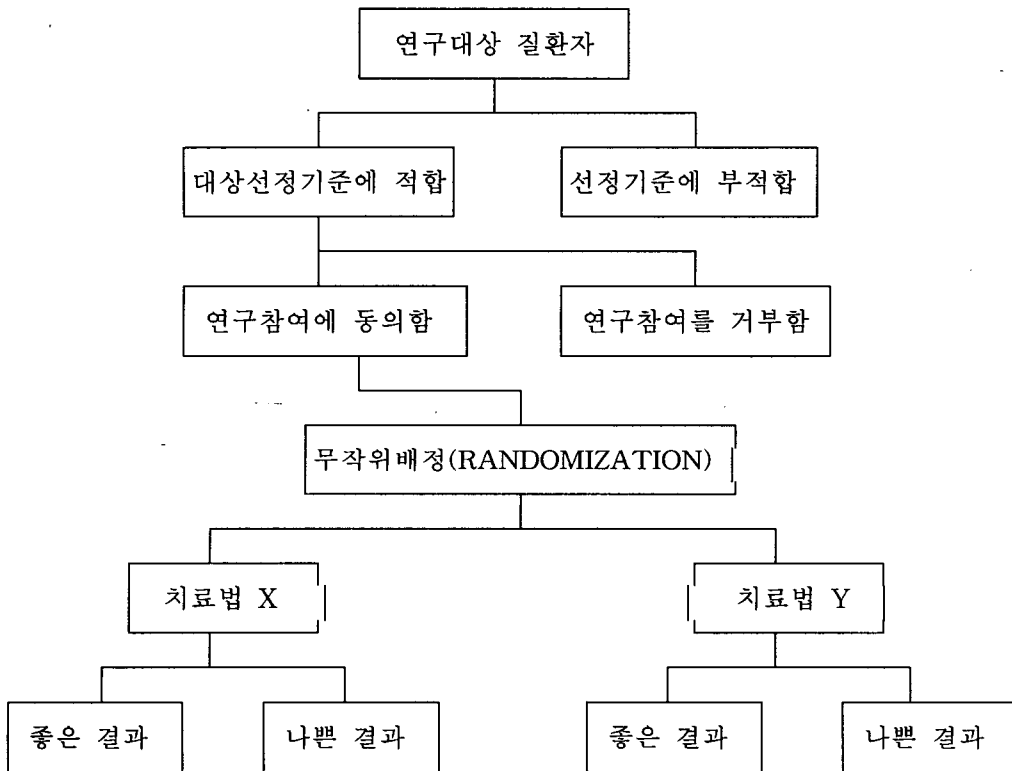 연구대상 질환자
대상선정기준에 적합
선정기준에 부적합
연구참여에 동의함
연구참여를 거부함
무작위배정(RANDOMIZATION)
치료법 X
치료법 Y
좋은 결과
나쁜 결과
좋은 결과
나쁜 결과